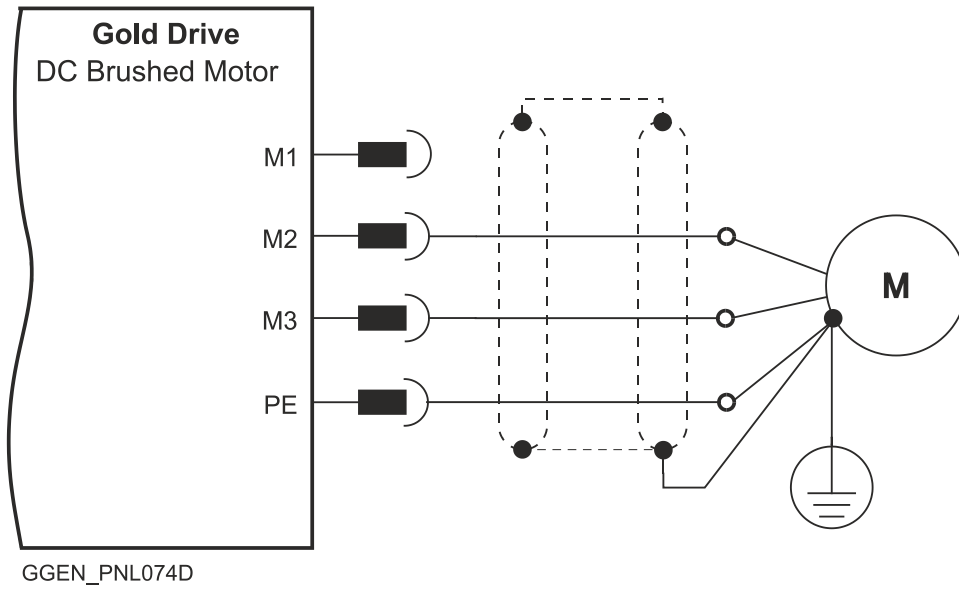 Gold Drive
DC Brushed Motor
M1
M2
M3
PE
M
GGEN_PNL074D